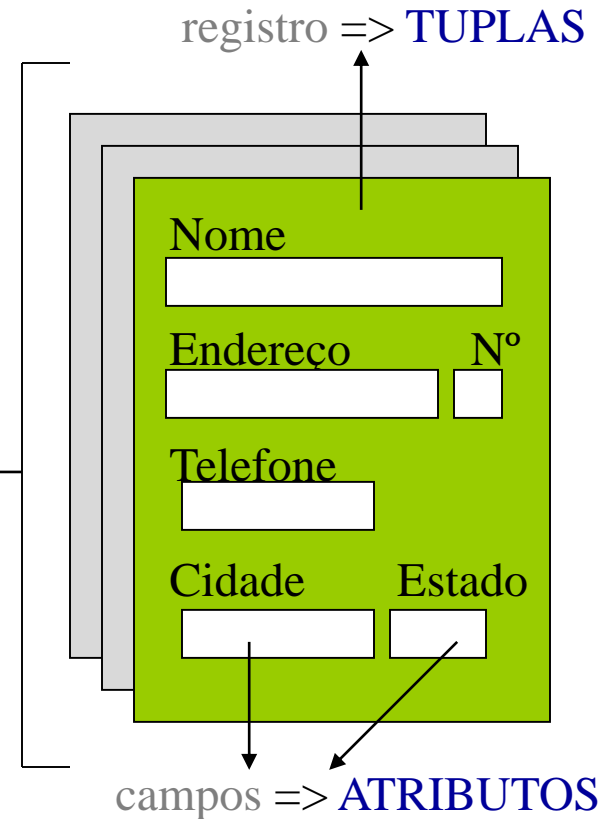 registro => TUPLAS
Nome
Endereço Nº
Telefone
Cidade Estado
campos => ATRIBUTOS